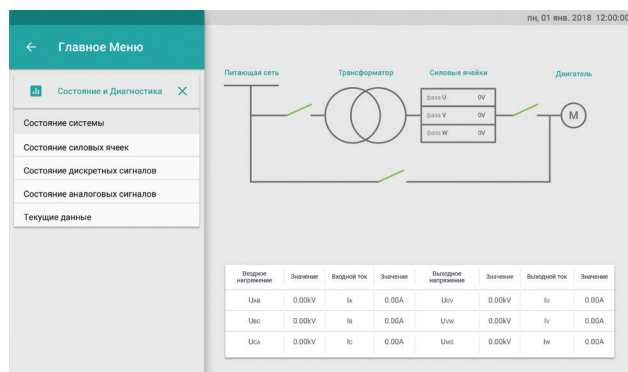 пн, 01 янв. 2018 12:00:00
Главное Меню
Состояние и Диагностика
Состояние системы
Состояние силовых ячеек
Состояние дискретных сигналов
Состояние аналоговых сигналов
Текущие данные
Питающая сеть Трансформатор Силовые ячейки Двигатель
фаза U 0V
фаза V 0V
фаза W 0V
M
Входное напряжение Значение Входной ток Значение Выходное напряжение Значение Выходной ток Значение
UAB 0.00kV IA 0.00A UUV 0.00kV IU 0.00A
UBC 0.00kV IB 0.00A UVW 0.00kV IV 0.00A
UCA 0.00kV IC 0.00A UWS 0.00kV IW 0.00A